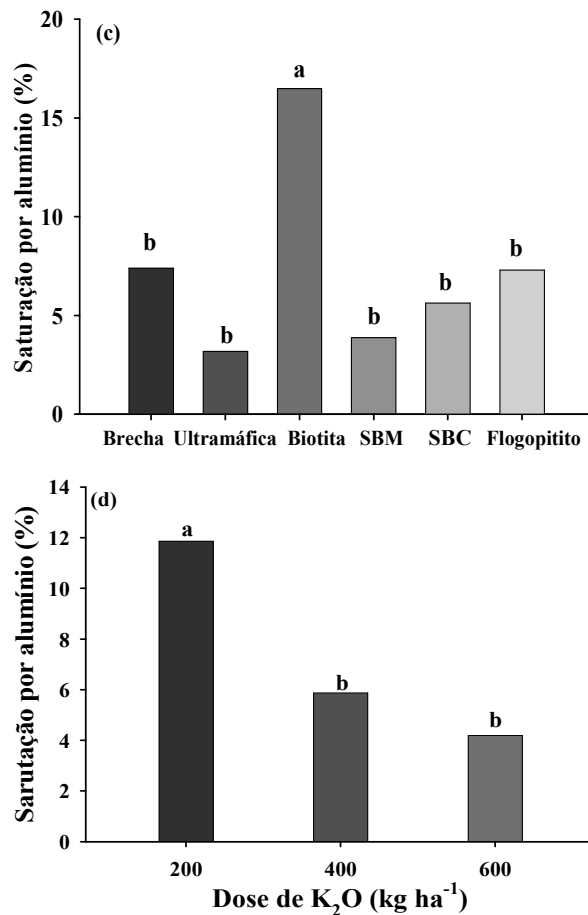 (c)
Saturação por alumínio (%)
20
15
10
5
0
b
b
a
b
b
b
Brecha Ultramáfica Biotita SBM SBC Flogopitito
(d)
Sarutação por alumínio (%)
14
12
10
8
6
4
2
0
a
b
b
200 400 600
Dose de K₂O (kg ha⁻¹)